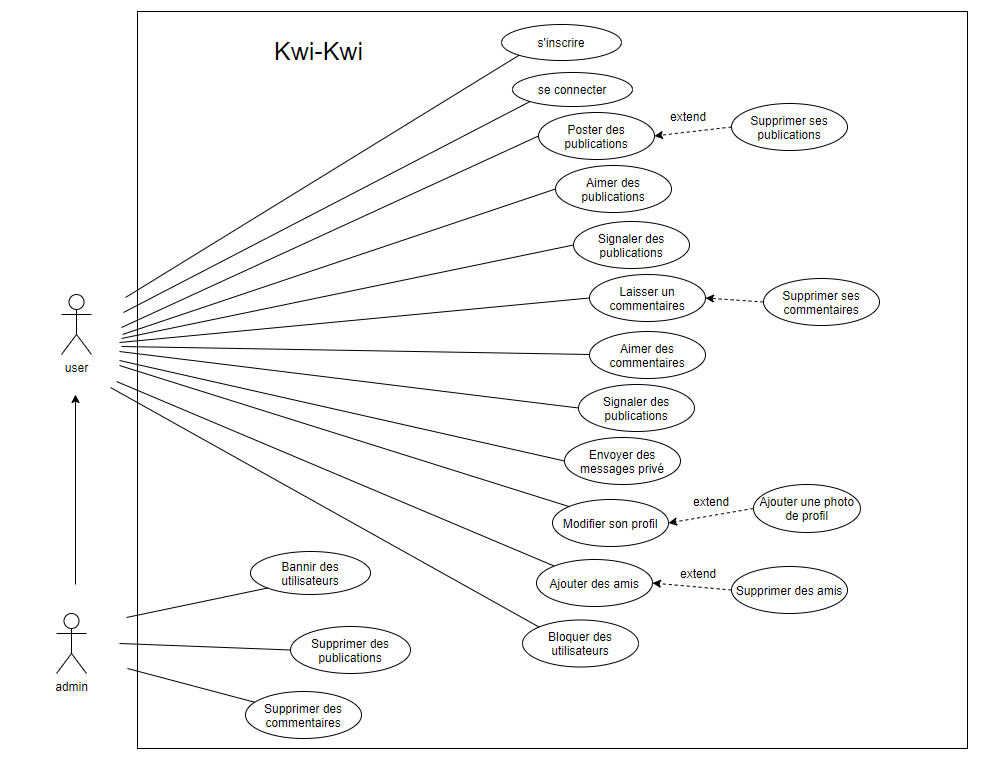 Kwi-Kwi
s'inscrire
se connecter
Poster des
publications
extend
Supprimer ses
publications
Aimer des
publications
Signaler des
publications
Laisser un
commentaires
Supprimer ses
commentaires
Aimer des
commentaires
user
Signaler des
publications
Envoyer des
messages privé
Modifier son profil
extend
Ajouter une photo
de profil
Ajouter des amis
extend
Supprimer des amis
Bloquer des
utilisateurs
Bannir des
utilisateurs
Supprimer des
publications
admin
Supprimer des
commentaires